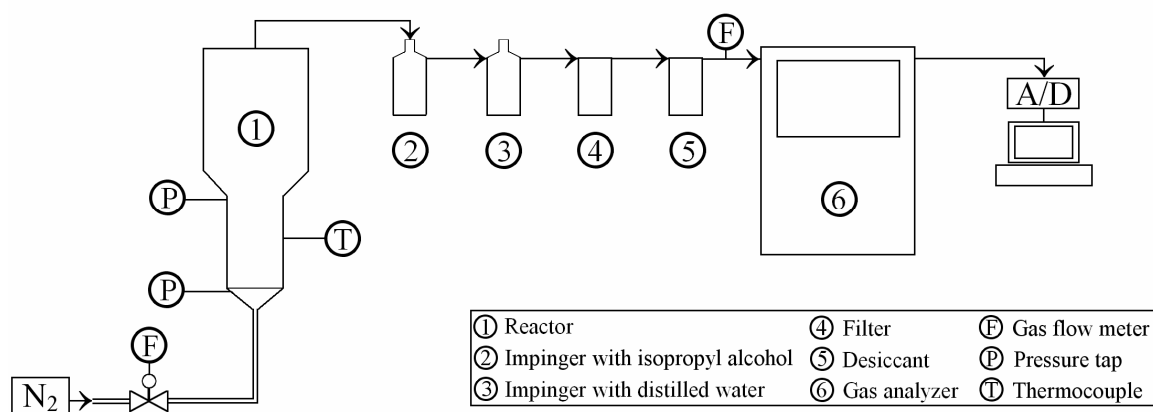 F
A/D
1
2
3
4
5
6
P
T
P
F
N2
① Reactor
② Impinger with isopropyl alcohol
③ Impinger with distilled water
④ Filter
⑤ Desiccant
⑥ Gas analyzer
Ⓕ Gas flow meter
Ⓟ Pressure tap
Ⓣ Thermocouple